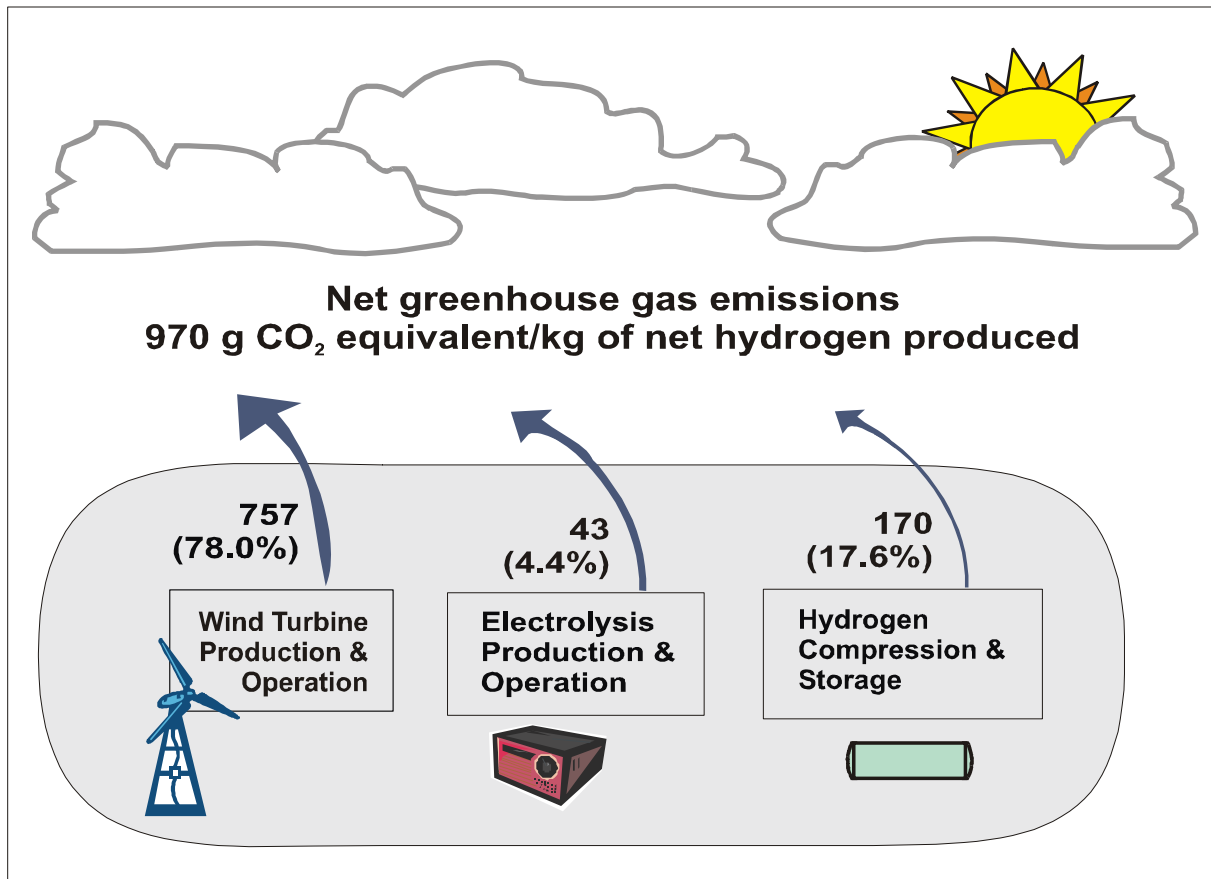 Net greenhouse gas emissions
970 g CO₂ equivalent/kg of net hydrogen produced
757
(78.0%)
43
(4.4%)
170
(17.6%)
Wind Turbine
Production &
Operation
Electrolysis
Production &
Operation
Hydrogen
Compression &
Storage